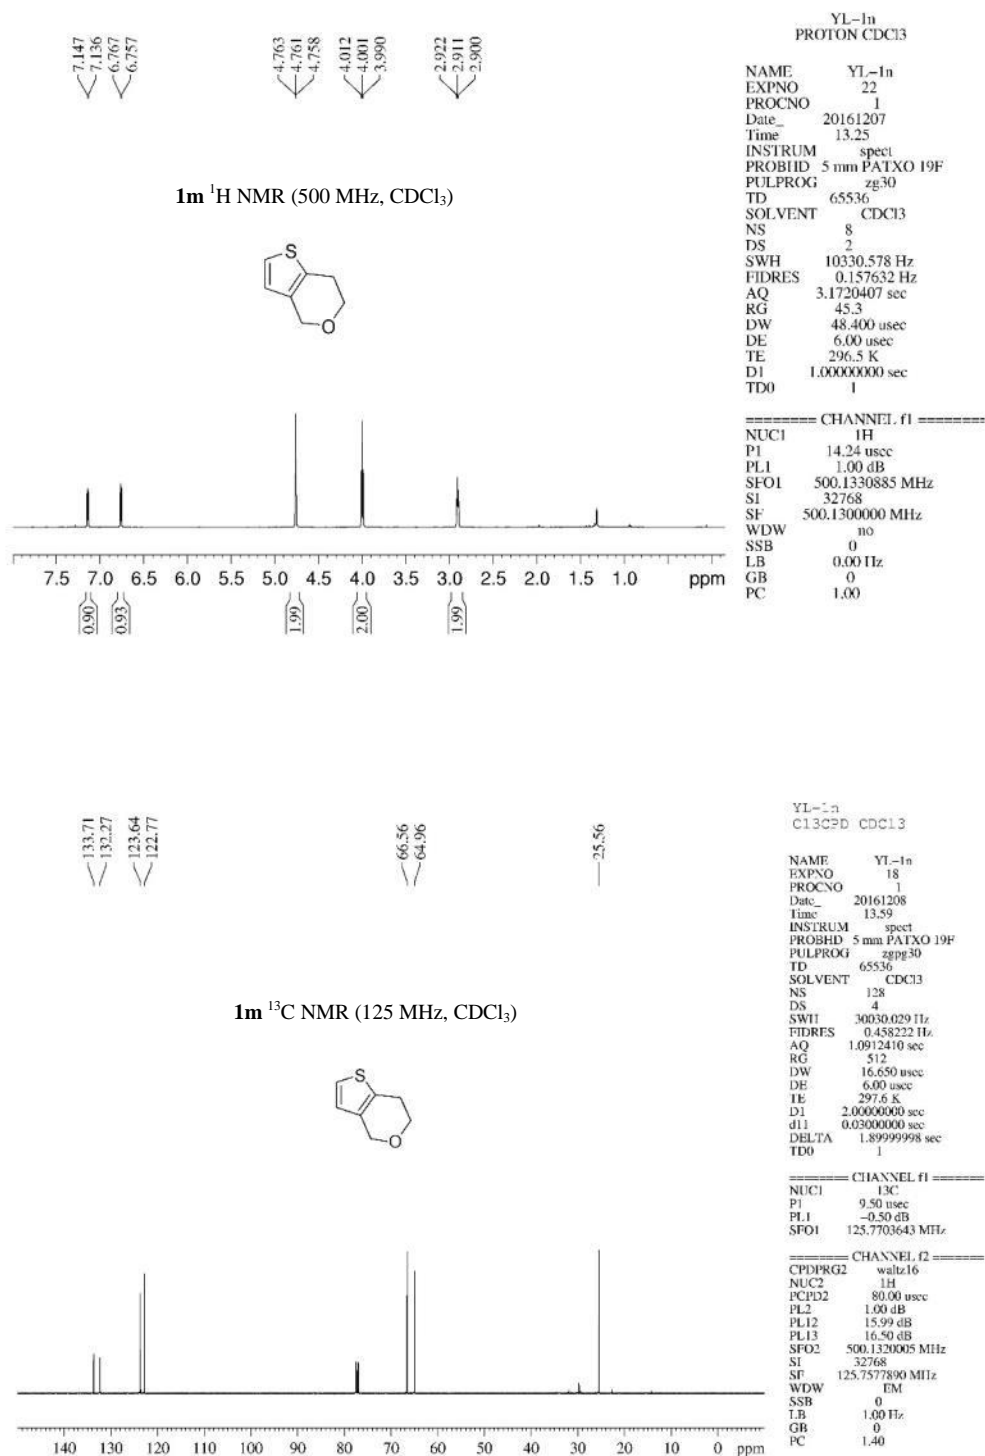 7.147
7.136
6.767
6.757
4.763
4.761
4.758
4.012
4.001
3.990
2.922
2.911
2.900
YL-1n
PROTON CDCl3
NAME YL-1n
EXPNO 22
PROCNO 1
Date_ 20161207
Time 13.25
INSTRUM spect
PROBHD 5 mm PATXO 19F
PULPROG zg30
TD 65536
SOLVENT CDCl3
NS 8
DS 2
SWH 10330.578 Hz
FIDRES 0.157632 Hz
AQ 3.1720407 sec
RG 45.3
DW 48.400 usec
DE 6.00 usec
TE 296.5 K
D1 1.00000000 sec
TD0 1
======== CHANNEL f1 ========
NUC1 1H
P1 14.24 usec
PL1 1.00 dB
SFO1 500.1330885 MHz
SI 32768
SF 500.1300000 MHz
WDW no
SSB 0
LB 0.00 Hz
GB 0
PC 1.00
1m ¹H NMR (500 MHz, CDCl₃)
S
O
7.5 7.0 6.5 6.0 5.5 5.0 4.5 4.0 3.5 3.0 2.5 2.0 1.5 1.0 ppm
0.90
0.93
1.99
2.00
1.99
133.71
132.27
123.64
122.77
66.56
64.96
25.56
YL-1n
C13CPD CDCl3
NAME YL-1n
EXPNO 18
PROCNO 1
Date_ 20161208
Time 13.59
INSTRUM spect
PROBHD 5 mm PATXO 19F
PULPROG zgpg30
TD 65536
SOLVENT CDCl3
NS 128
DS 4
SWH 30030.029 Hz
FIDRES 0.458222 Hz
AQ 1.0912410 sec
RG 512
DW 16.650 usec
DE 6.00 usec
TE 297.6 K
D1 2.00000000 sec
d11 0.03000000 sec
DELTA 1.89999998 sec
TD0 1
======== CHANNEL f1 ========
NUC1 13C
P1 9.50 usec
PL1 -0.50 dB
SFO1 125.7703643 MHz
======== CHANNEL f2 ========
CPDPRG2 waltz16
NUC2 1H
PCPD2 80.00 usec
PL2 1.00 dB
PL12 15.99 dB
PL13 16.50 dB
SFO2 500.1320005 MHz
SI 32768
SF 125.7577890 MHz
WDW EM
SSB 0
LB 1.00 Hz
GB 0
PC 1.40
1m ¹³C NMR (125 MHz, CDCl₃)
S
O
140 130 120 110 100 90 80 70 60 50 40 30 20 10 0 ppm